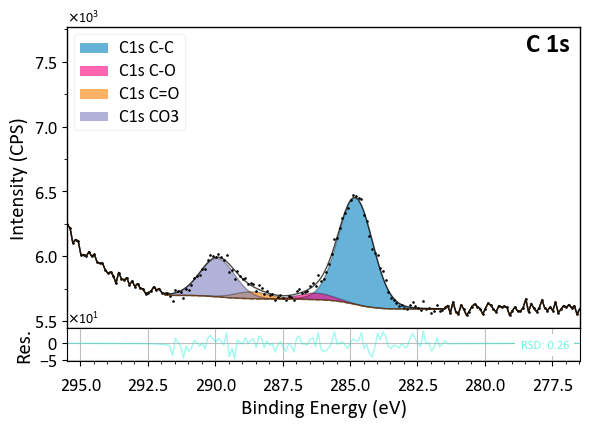 ×10³
C 1s
C1s C-C
C1s C-O
C1s C=O
C1s CO3
Intensity (CPS)
7.5
7.0
6.5
6.0
5.5
×10¹
Res.
0
−5
RSD: 0.26
295.0 292.5 290.0 287.5 285.0 282.5 280.0 277.5
Binding Energy (eV)